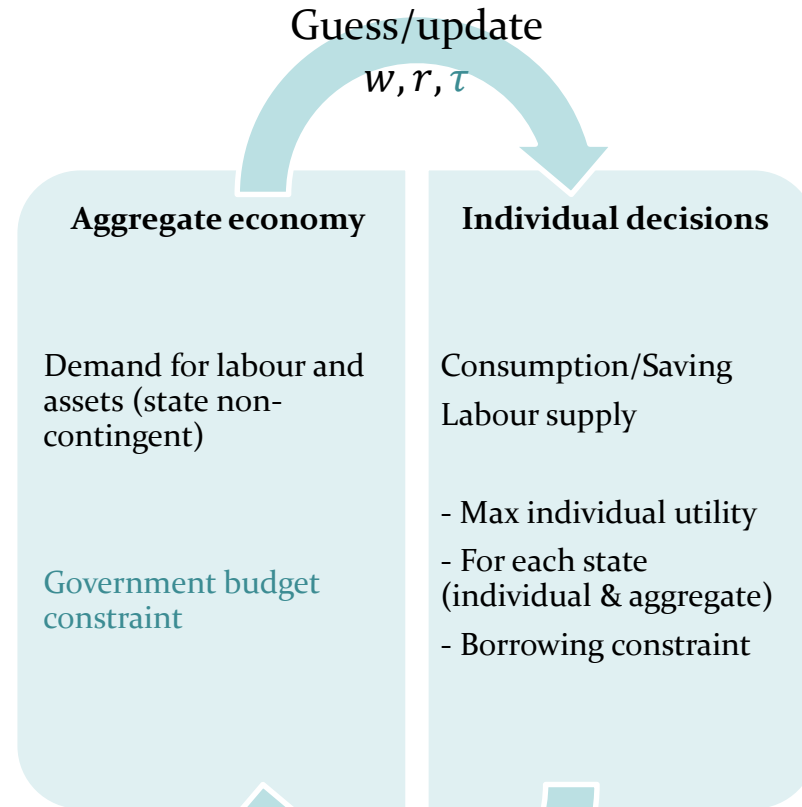 Guess/update
w, r, τ
Aggregate economy
Demand for labour and
assets (state non-
contingent)
Government budget
constraint
Individual decisions
Consumption/Saving
Labour supply
- Max individual utility
- For each state
(individual & aggregate)
- Borrowing constraint